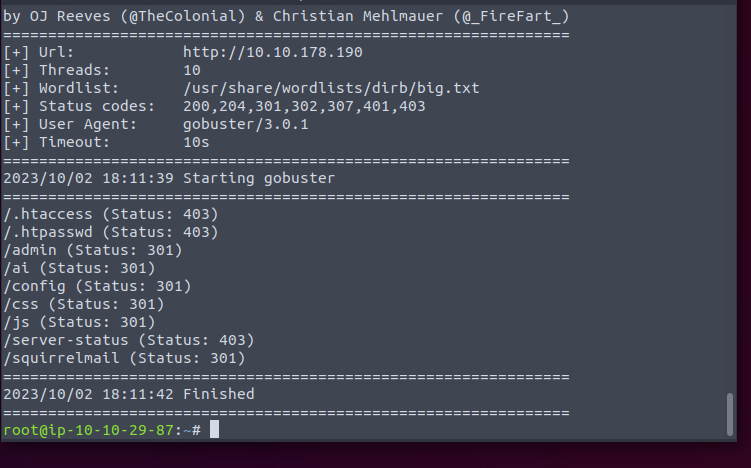 by OJ Reeves (@TheColonial) & Christian Mehlmauer (@_FireFart_)
===============================================================
[+] Url:            http://10.10.178.190
[+] Threads:        10
[+] Wordlist:       /usr/share/wordlists/dirb/big.txt
[+] Status codes:   200,204,301,302,307,401,403
[+] User Agent:     gobuster/3.0.1
[+] Timeout:        10s
===============================================================
2023/10/02 18:11:39 Starting gobuster
===============================================================
/.htaccess (Status: 403)
/.htpasswd (Status: 403)
/admin (Status: 301)
/ai (Status: 301)
/config (Status: 301)
/css (Status: 301)
/js (Status: 301)
/server-status (Status: 403)
/squirrelmail (Status: 301)
===============================================================
2023/10/02 18:11:42 Finished
===============================================================
root@ip-10-10-29-87:~#